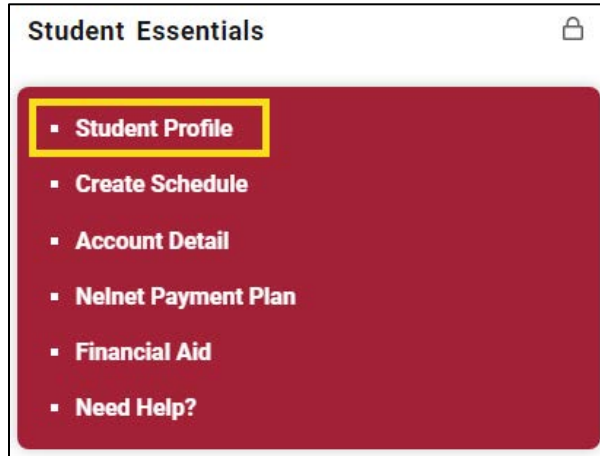 Student Essentials
Student Profile
Create Schedule
Account Detail
Nelnet Payment Plan
Financial Aid
Need Help?